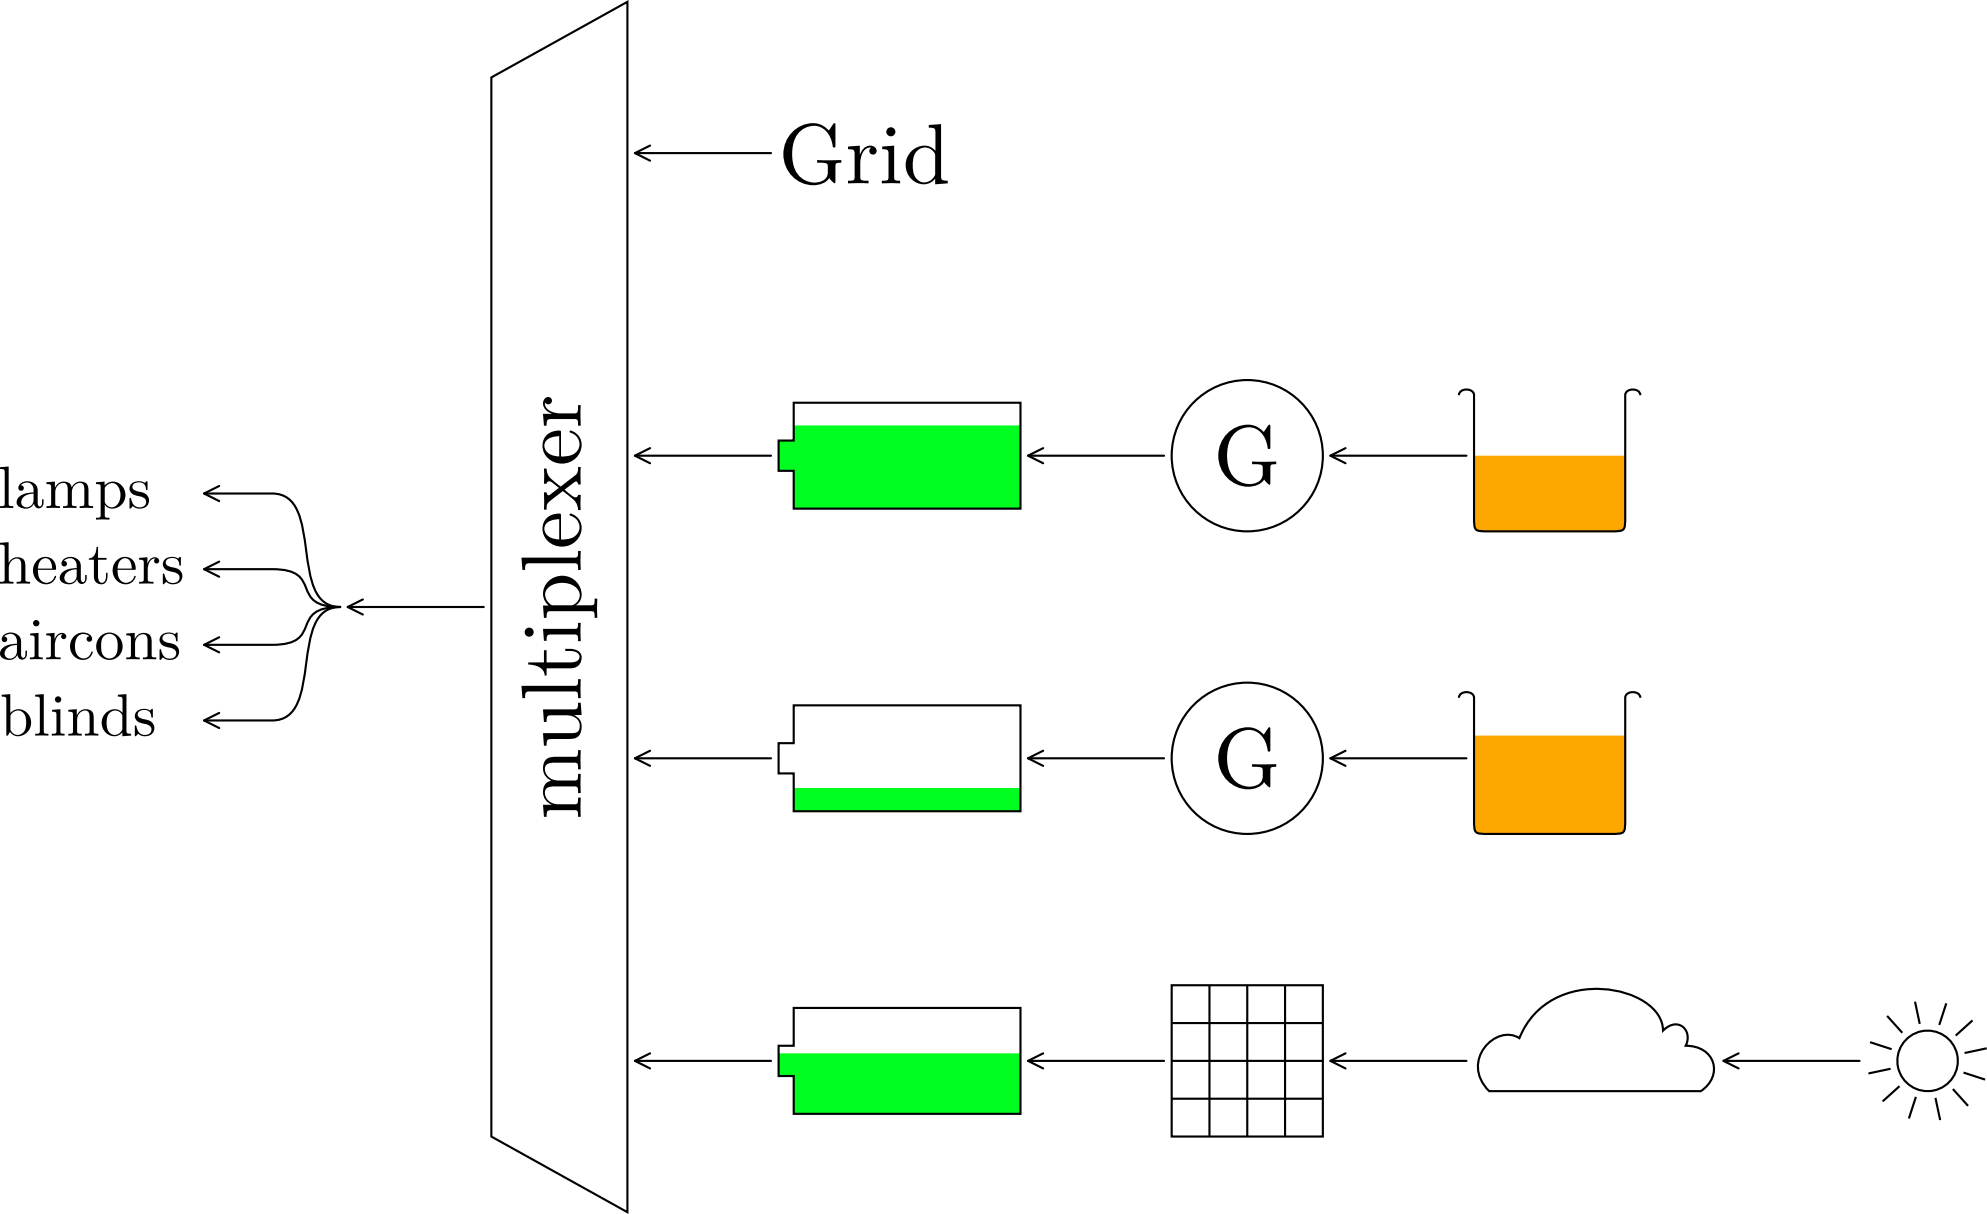 Grid
multiplexer
G
lamps
heaters
aircons
blinds
G